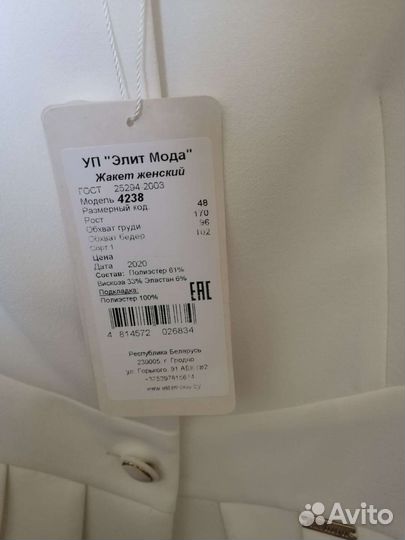 УП "Элит Мода"
Жакет женский
ГОСТ 25294-2003
Модель 4238
Размерный код. 48
Рост 170
Обхват груди 96
Обхват бедер 102
Сорт 1
Цена
Дата 2020
Состав: Полиэстер 61%
Вискоза 33% Эластан 6%
Подкладка:
Полиэстер 100%
EAC
4 814572 026834
Республика Беларусь
230005, г. Гродно
ул. Горького, 91
Avito